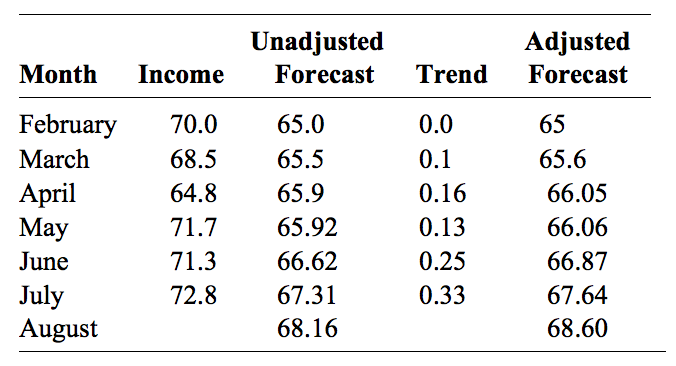 Unadjusted Adjusted
Month Income Forecast Trend Forecast
February 70.0 65.0 0.0 65
March 68.5 65.5 0.1 65.6
April 64.8 65.9 0.16 66.05
May 71.7 65.92 0.13 66.06
June 71.3 66.62 0.25 66.87
July 72.8 67.31 0.33 67.64
August 68.16 68.60